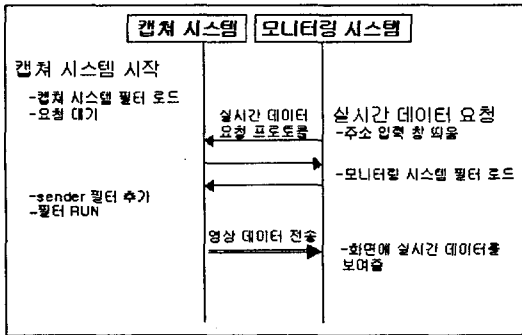 캡쳐 시스템 모니터링 시스템
캡쳐 시스템 시작
-캡쳐 시스템 필터 로드
-요청 대기
실시간 데이터
요청 프로토콜
실시간 데이터 요청
-주소 입력 창 띄움
-모니터링 시스템 필터 로드
-sender 필터 추가
-필터 RUN
영상 데이터 전송
-화면에 실시간 데이터를
보여줌